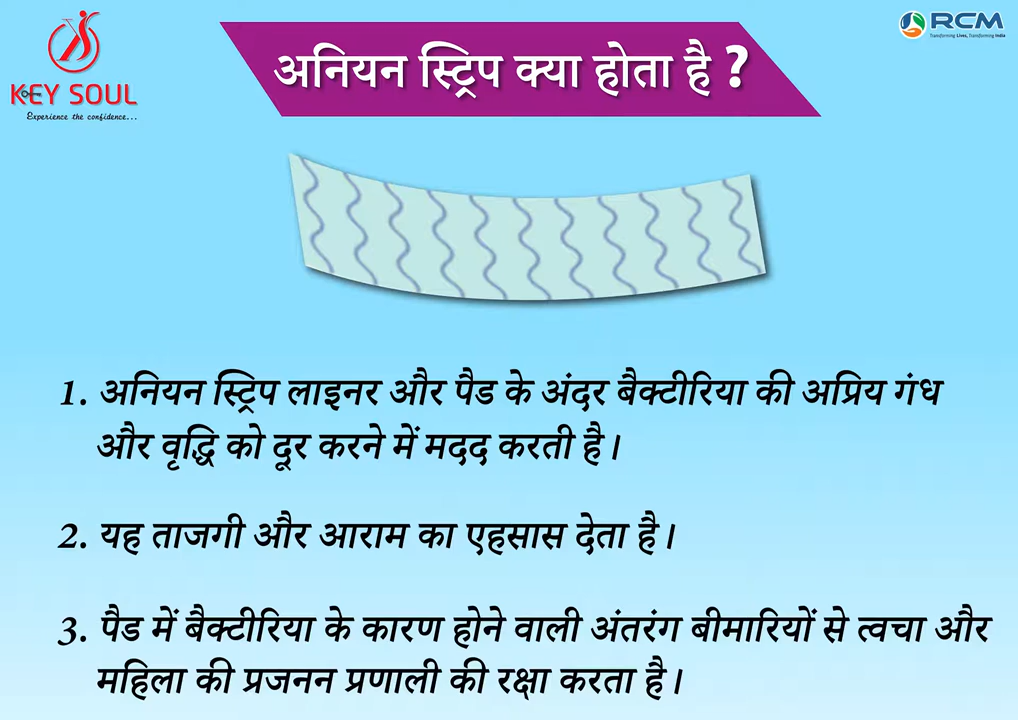 KEY SOUL
Experience the confidence...
RCM
Transforming Lives, Transforming India
अनियन स्ट्रिप क्या होता है ?
1. अनियन स्ट्रिप लाइनर और पैड के अंदर बैक्टीरिया की अप्रिय गंध
और वृद्धि को दूर करने में मदद करती है।
2. यह ताजगी और आराम का एहसास देता है।
3. पैड में बैक्टीरिया के कारण होने वाली अंतरंग बीमारियों से त्वचा और
महिला की प्रजनन प्रणाली की रक्षा करता है।